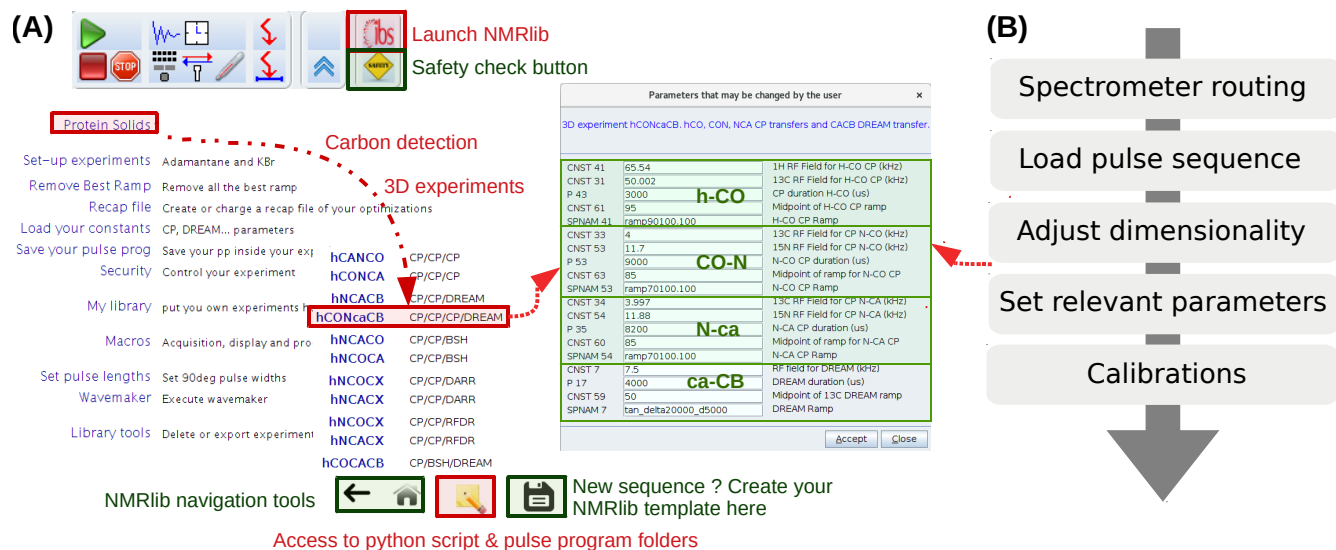 (A)
ibs
Launch NMRlib
STOP
SAFETY
Safety check button
Protein Solids
Carbon detection
3D experiments
Set-up experiments Adamantane and KBr
Remove Best Ramp Remove all the best ramp
Recap file Create or charge a recap file of your optimizations
Load your constants CP, DREAM... parameters
Save your pulse prog Save your pp inside your exp
Security Control your experiment
My library put you own experiments h
Macros Acquisition, display and pro
Set pulse lengths Set 90deg pulse widths
Wavemaker Execute wavemaker
Library tools Delete or export experiment
hCANCO CP/CP/CP
hCONCA CP/CP/CP
hNCACB CP/CP/DREAM
hCONcaCB CP/CP/CP/DREAM
hNCACO CP/CP/BSH
hNCOCA CP/CP/BSH
hNCOCX CP/CP/DARR
hNCACX CP/CP/DARR
hNCOCX CP/CP/RFDR
hNCACX CP/CP/RFDR
hCOCACB CP/BSH/DREAM
Parameters that may be changed by the user ×
3D experiment hCONcaCB. hCO, CON, NCA CP transfers and CACB DREAM transfer.
CNST 41 65.54 1H RF Field for H-CO CP (kHz)
CNST 31 50.002 13C RF Field for H-CO CP (kHz)
P 43 3000 CP duration H-CO (us)
CNST 61 95 Midpoint of H-CO CP ramp
SPNAM 41 ramp90100.100 H-CO CP Ramp
h-CO
CNST 33 4 13C RF Field for CP N-CO (kHz)
CNST 53 11.7 15N RF Field for CP N-CO (kHz)
P 53 9000 N-CO CP duration (us)
CNST 63 85 Midpoint of ramp for N-CO CP
SPNAM 53 ramp70100.100 N-CO CP Ramp
CO-N
CNST 34 3.997 13C RF Field for CP N-CA (kHz)
CNST 54 11.88 15N RF Field for CP N-CA (kHz)
P 35 8200 N-CA CP duration (us)
CNST 60 85 Midpoint of ramp for N-CA CP
SPNAM 54 ramp70100.100 N-CA CP Ramp
N-ca
CNST 7 7.5 RF field for DREAM (kHz)
P 17 4000 DREAM duration (us)
CNST 59 50 Midpoint of 13C DREAM ramp
SPNAM 7 tan_delta20000_d5000 DREAM Ramp
ca-CB
Accept Close
NMRlib navigation tools
New sequence ? Create your
NMRlib template here
Access to python script & pulse program folders
(B)
Spectrometer routing
Load pulse sequence
Adjust dimensionality
Set relevant parameters
Calibrations